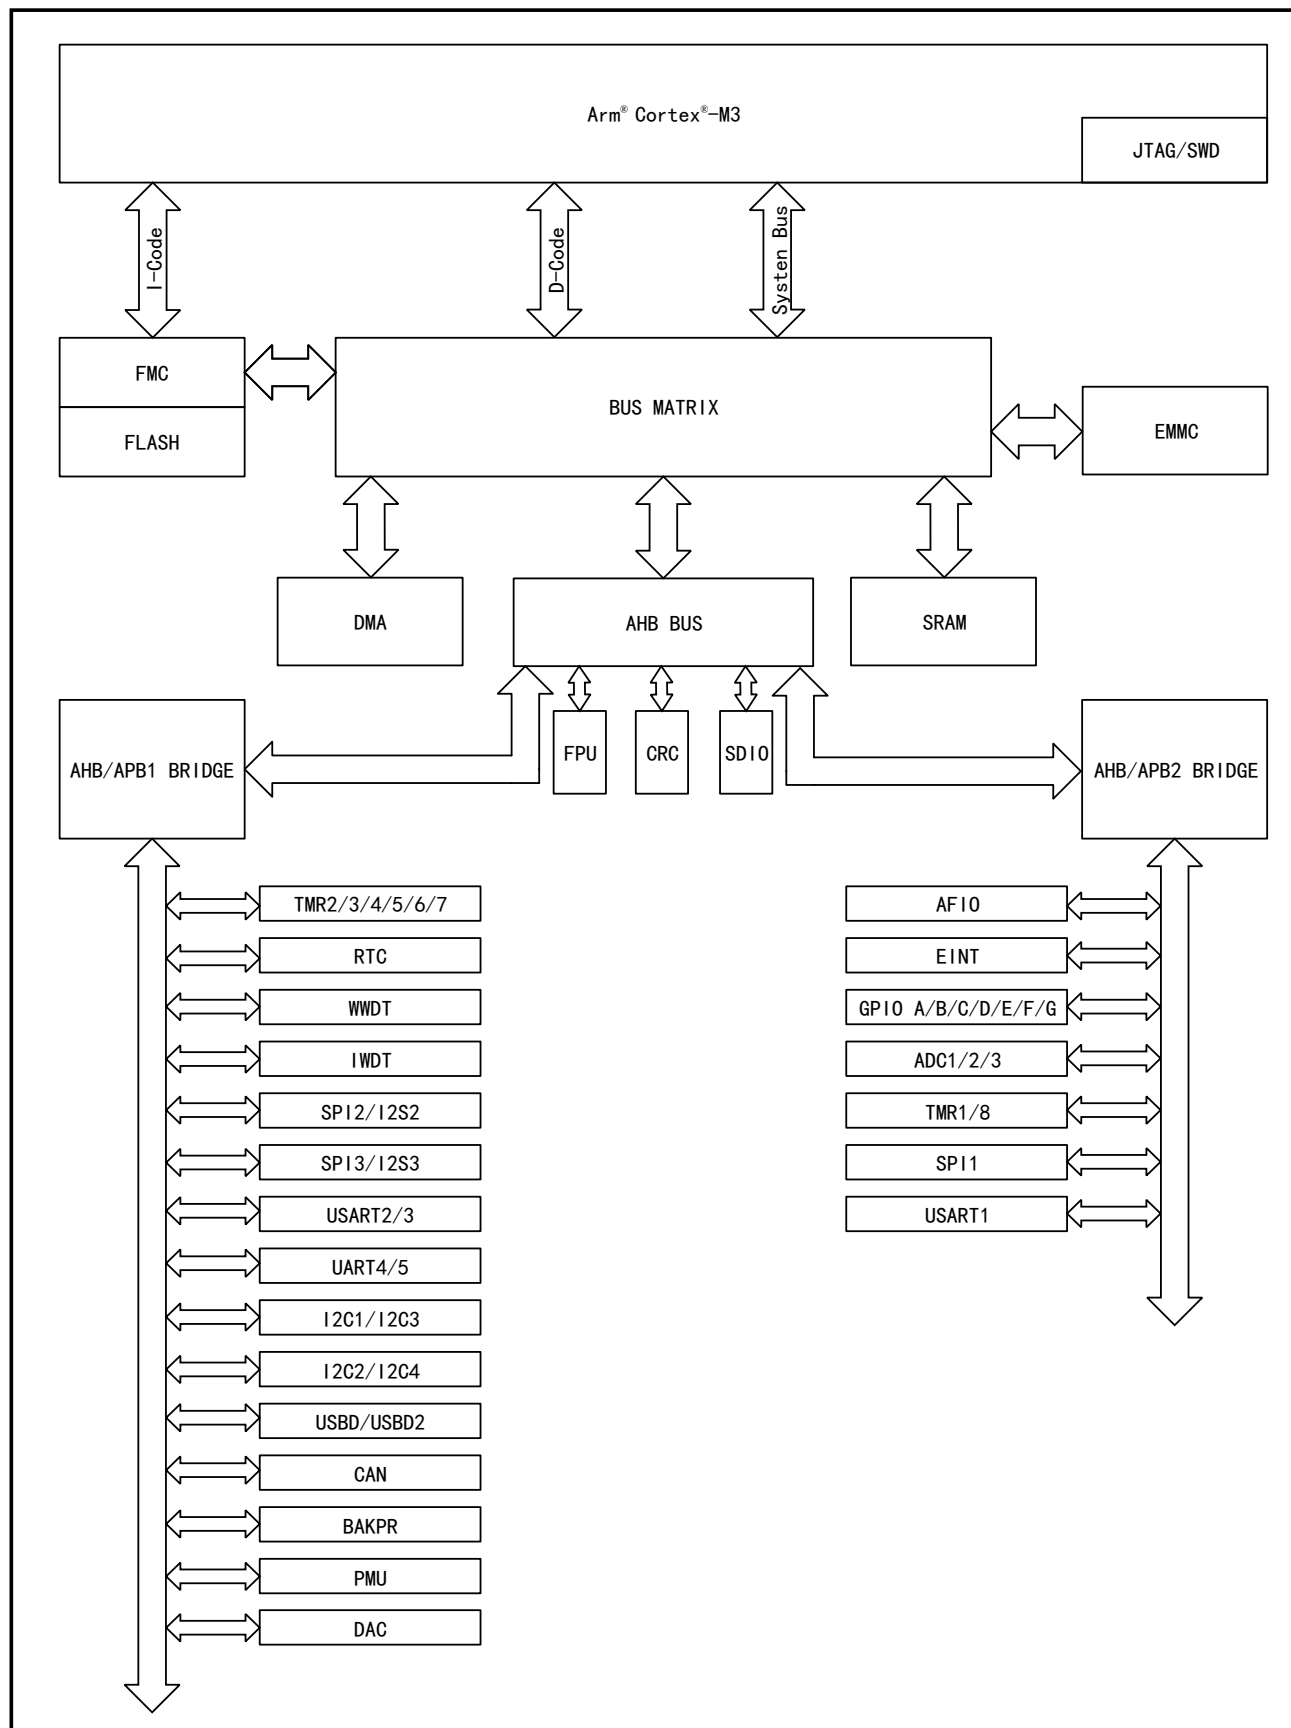 Arm® Cortex®-M3
JTAG/SWD
I-Code
D-Code
Systen Bus
FMC
FLASH
BUS MATRIX
EMMC
DMA
AHB BUS
SRAM
FPU
CRC
SDIO
AHB/APB1 BRIDGE
AHB/APB2 BRIDGE
TMR2/3/4/5/6/7
RTC
WWDT
IWDT
SPI2/I2S2
SPI3/I2S3
USART2/3
UART4/5
I2C1/I2C3
I2C2/I2C4
USBD/USBD2
CAN
BAKPR
PMU
DAC
AFIO
EINT
GPIO A/B/C/D/E/F/G
ADC1/2/3
TMR1/8
SPI1
USART1